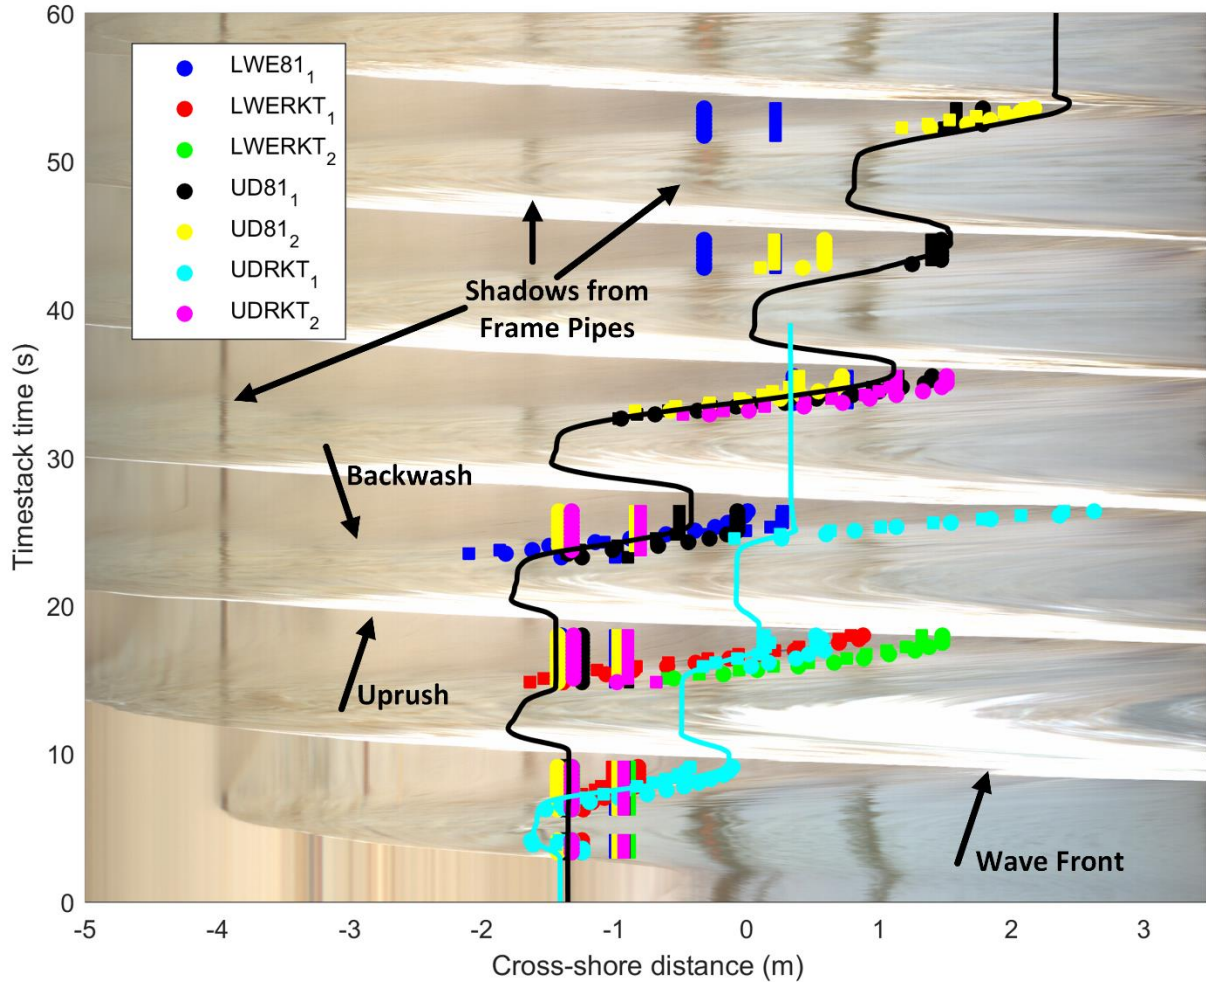 60
50
40
30
20
10
0
Timestack time (s)
LWE81₁
LWERKT₁
LWERKT₂
UD81₁
UD81₂
UDRKT₁
UDRKT₂
Shadows from
Frame Pipes
Backwash
Uprush
Wave Front
-5 -4 -3 -2 -1 0 1 2 3
Cross-shore distance (m)